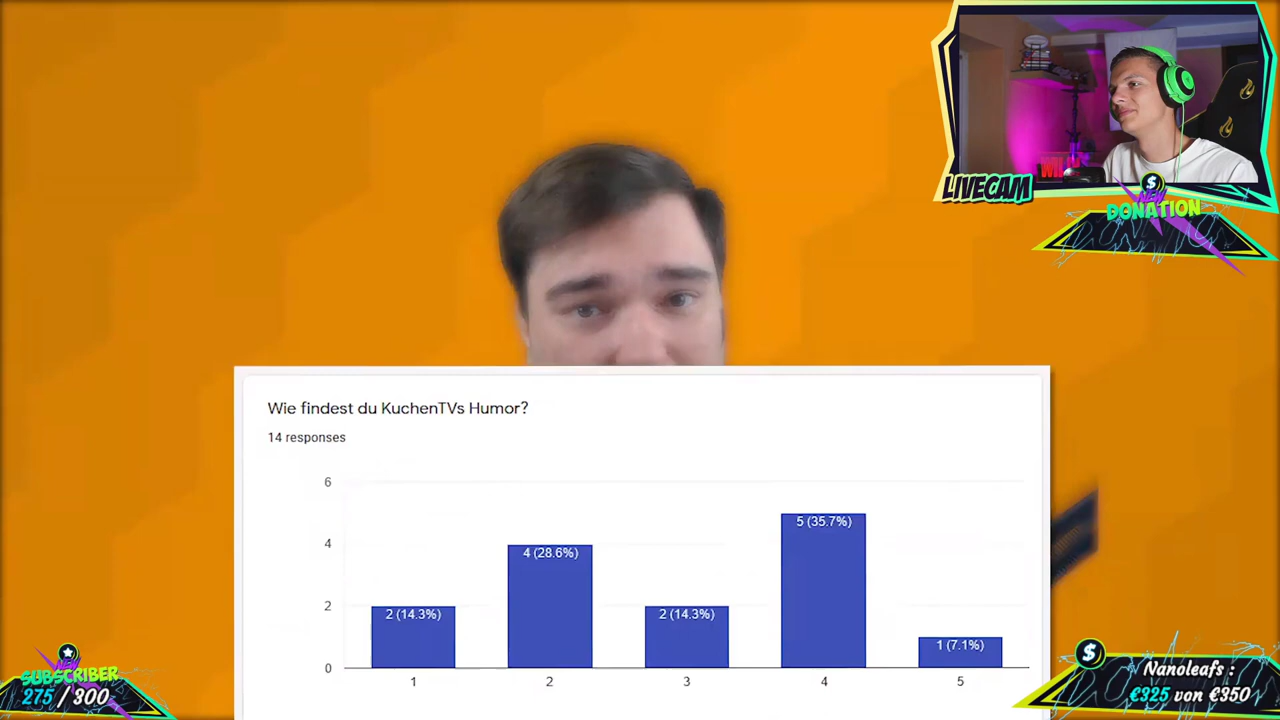 LIVECAM
NEW
DONATION
Wie findest du KuchenTVs Humor?
14 responses
6
4
2
0
2 (14.3%)
4 (28.6%)
2 (14.3%)
5 (35.7%)
1 (7.1%)
1
2
3
4
5
NEW
SUBSCRIBER
275 / 300
Nanoleafs :
€325 von €350